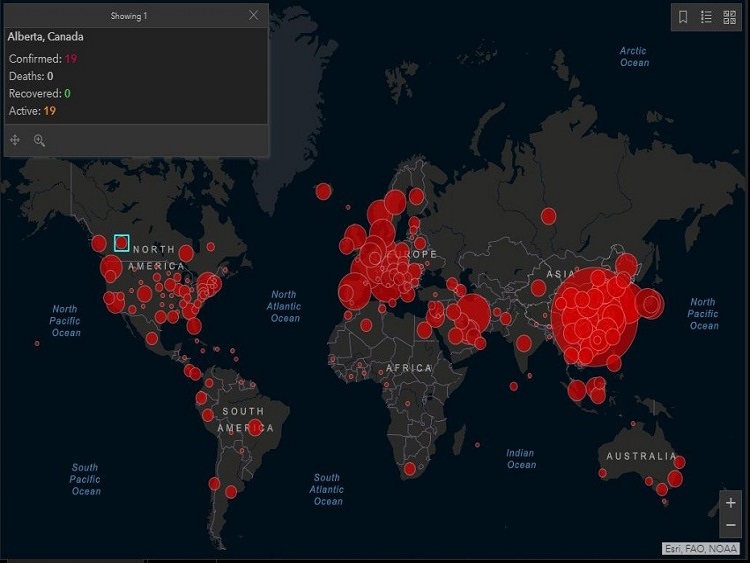 Showing 1
Alberta, Canada
Confirmed: 19
Deaths: 0
Recovered: 0
Active: 19
Arctic
Ocean
NORTH
AMERICA
ROPE
ASIA
North
Pacific
Ocean
North
Atlantic
Ocean
North
Pacific
Ocean
AFRICA
SOUTH
AMERICA
South
Pacific
Ocean
South
Atlantic
Ocean
Indian
Ocean
AUSTRALIA
+
−
Esri, FAO, NOAA